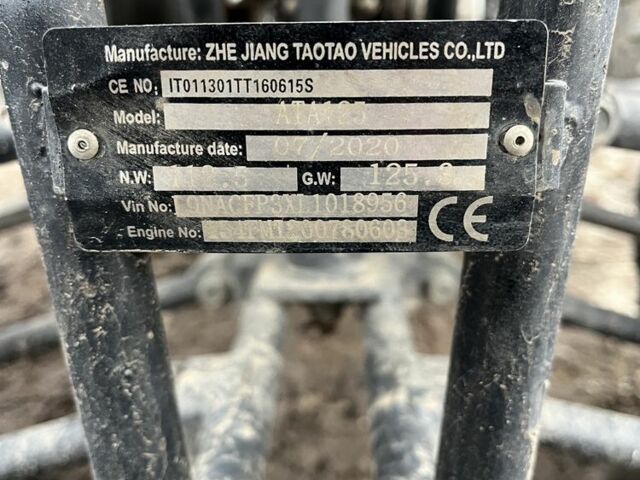 Manufacture: ZHE JIANG TAOTAO VEHICLES CO.,LTD
CE NO: IT011301TT160615S
Model: ATA125
Manufacture date: 07/2020
N.W: G.W: 125.9
Vin No:
Engine No: CE